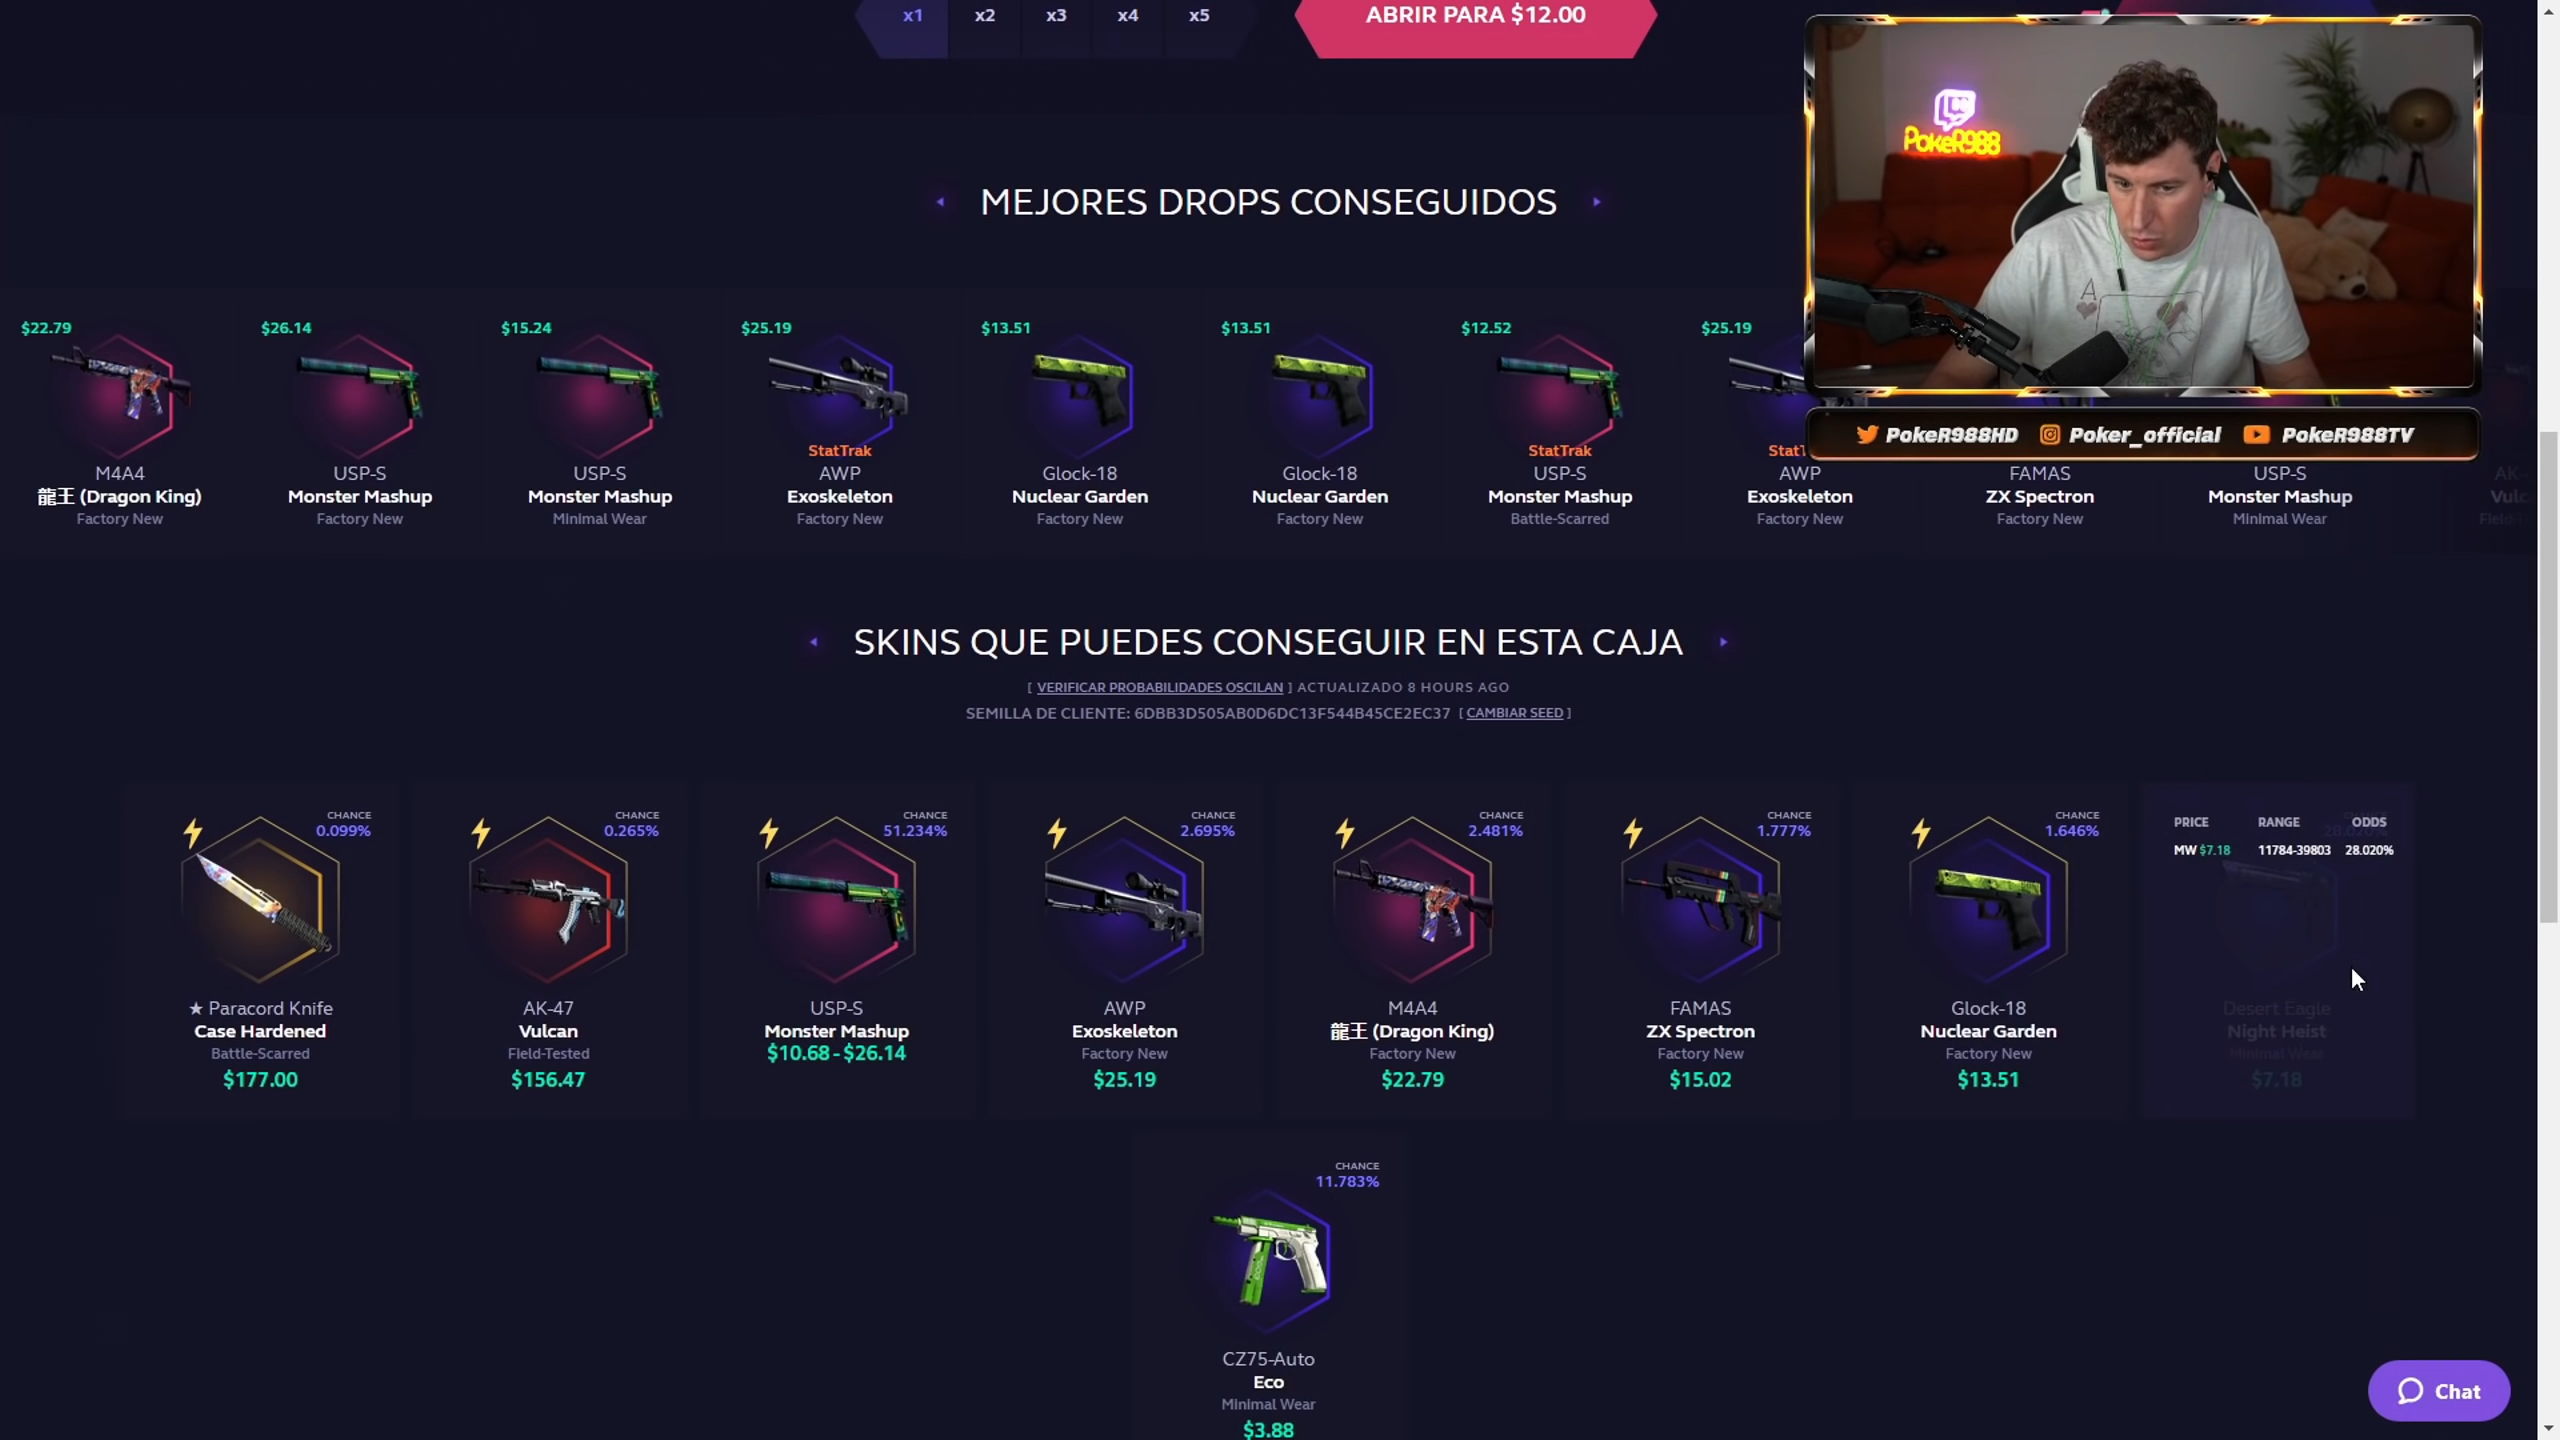 x1 x2 x3 x4 x5
ABRIR PARA $12.00
PokeR988
PokeR988HD Poker_official PokeR988TV
MEJORES DROPS CONSEGUIDOS
$22.79 $26.14 $15.24 $25.19 $13.51 $13.51 $12.52 $25.19
StatTrak StatTrak StatT
M4A4 USP-S USP-S AWP Glock-18 Glock-18 USP-S AWP FAMAS USP-S AK-
龍王 (Dragon King) Monster Mashup Monster Mashup Exoskeleton Nuclear Garden Nuclear Garden Monster Mashup Exoskeleton ZX Spectron Monster Mashup Vulc
Factory New Factory New Minimal Wear Factory New Factory New Factory New Battle-Scarred Factory New Factory New Minimal Wear
SKINS QUE PUEDES CONSEGUIR EN ESTA CAJA
[ VERIFICAR PROBABILIDADES OSCILAN ] ACTUALIZADO 8 HOURS AGO
SEMILLA DE CLIENTE: 6DBB3D505AB0D6DC13F544B45CE2EC37 [ CAMBIAR SEED ]
CHANCE CHANCE CHANCE CHANCE CHANCE CHANCE CHANCE PRICE RANGE ODDS
0.099% 0.265% 51.234% 2.695% 2.481% 1.777% 1.646% 28.020%
MW $7.18 11784-39803 28.020%
★ Paracord Knife AK-47 USP-S AWP M4A4 FAMAS Glock-18 Desert Eagle
Case Hardened Vulcan Monster Mashup Exoskeleton 龍王 (Dragon King) ZX Spectron Nuclear Garden Night Heist
Battle-Scarred Field-Tested $10.68 - $26.14 Factory New Factory New Factory New Factory New Minimal Wear
$177.00 $156.47 $25.19 $22.79 $15.02 $13.51 $7.18
CHANCE
11.783%
CZ75-Auto
Eco
Minimal Wear
$3.88
Chat